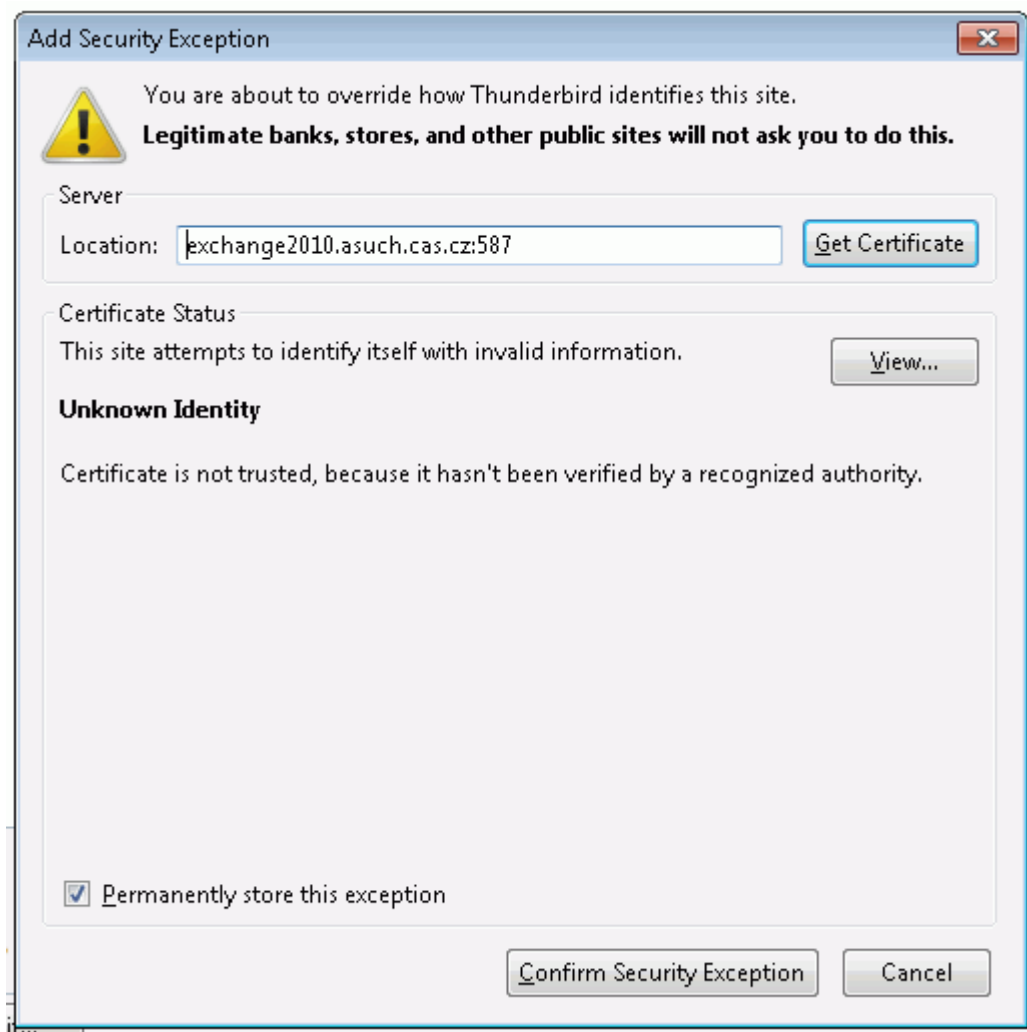 Add Security Exception
You are about to override how Thunderbird identifies this site.
Legitimate banks, stores, and other public sites will not ask you to do this.
Server
Location: exchange2010.asuch.cas.cz:587 Get Certificate
Certificate Status
This site attempts to identify itself with invalid information.
View...
Unknown Identity
Certificate is not trusted, because it hasn't been verified by a recognized authority.
Permanently store this exception
Confirm Security Exception Cancel